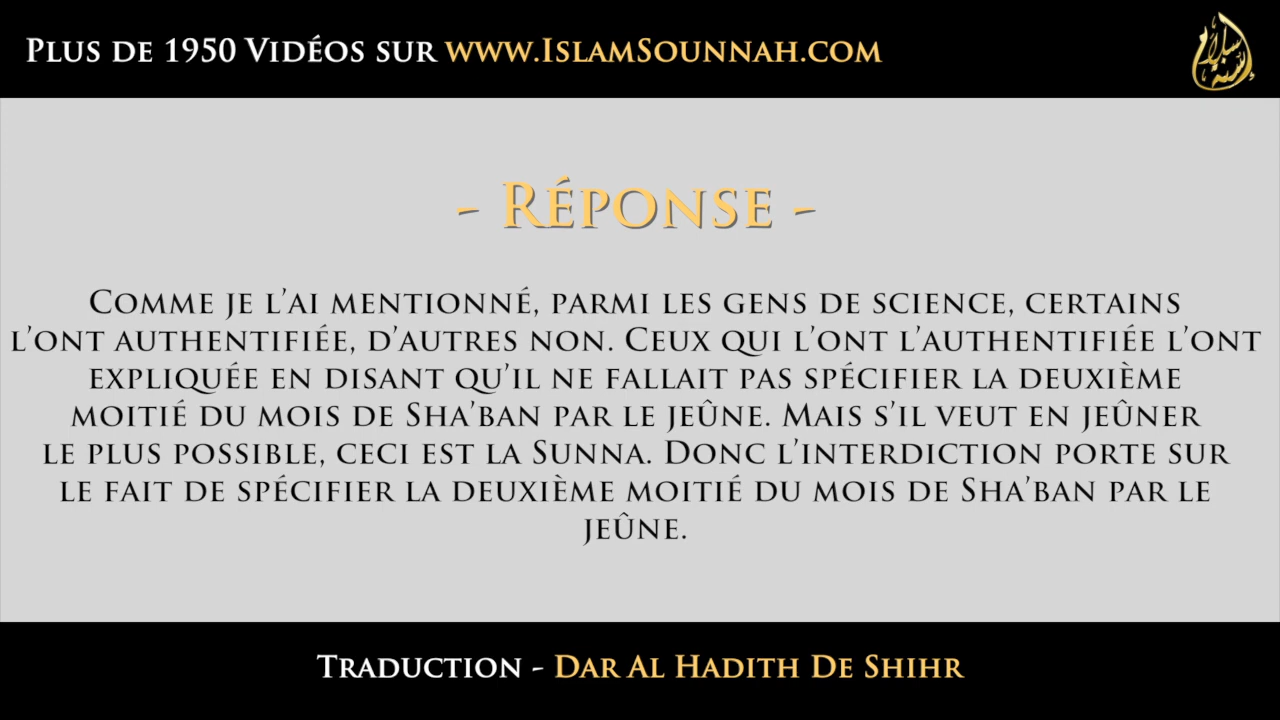 Plus de 1950 Vidéos sur www.IslamSounnah.com
- Réponse -
Comme je l'ai mentionné, parmi les gens de science, certains
l'ont authentifiée, d'autres non. Ceux qui l'ont l'authentifiée l'ont
expliquée en disant qu'il ne fallait pas spécifier la deuxième
moitié du mois de Sha'ban par le jeûne. Mais s'il veut en jeûner
le plus possible, ceci est la Sunna. Donc l'interdiction porte sur
le fait de spécifier la deuxième moitié du mois de Sha'ban par le
jeûne.
Traduction - Dar Al Hadith De Shihr